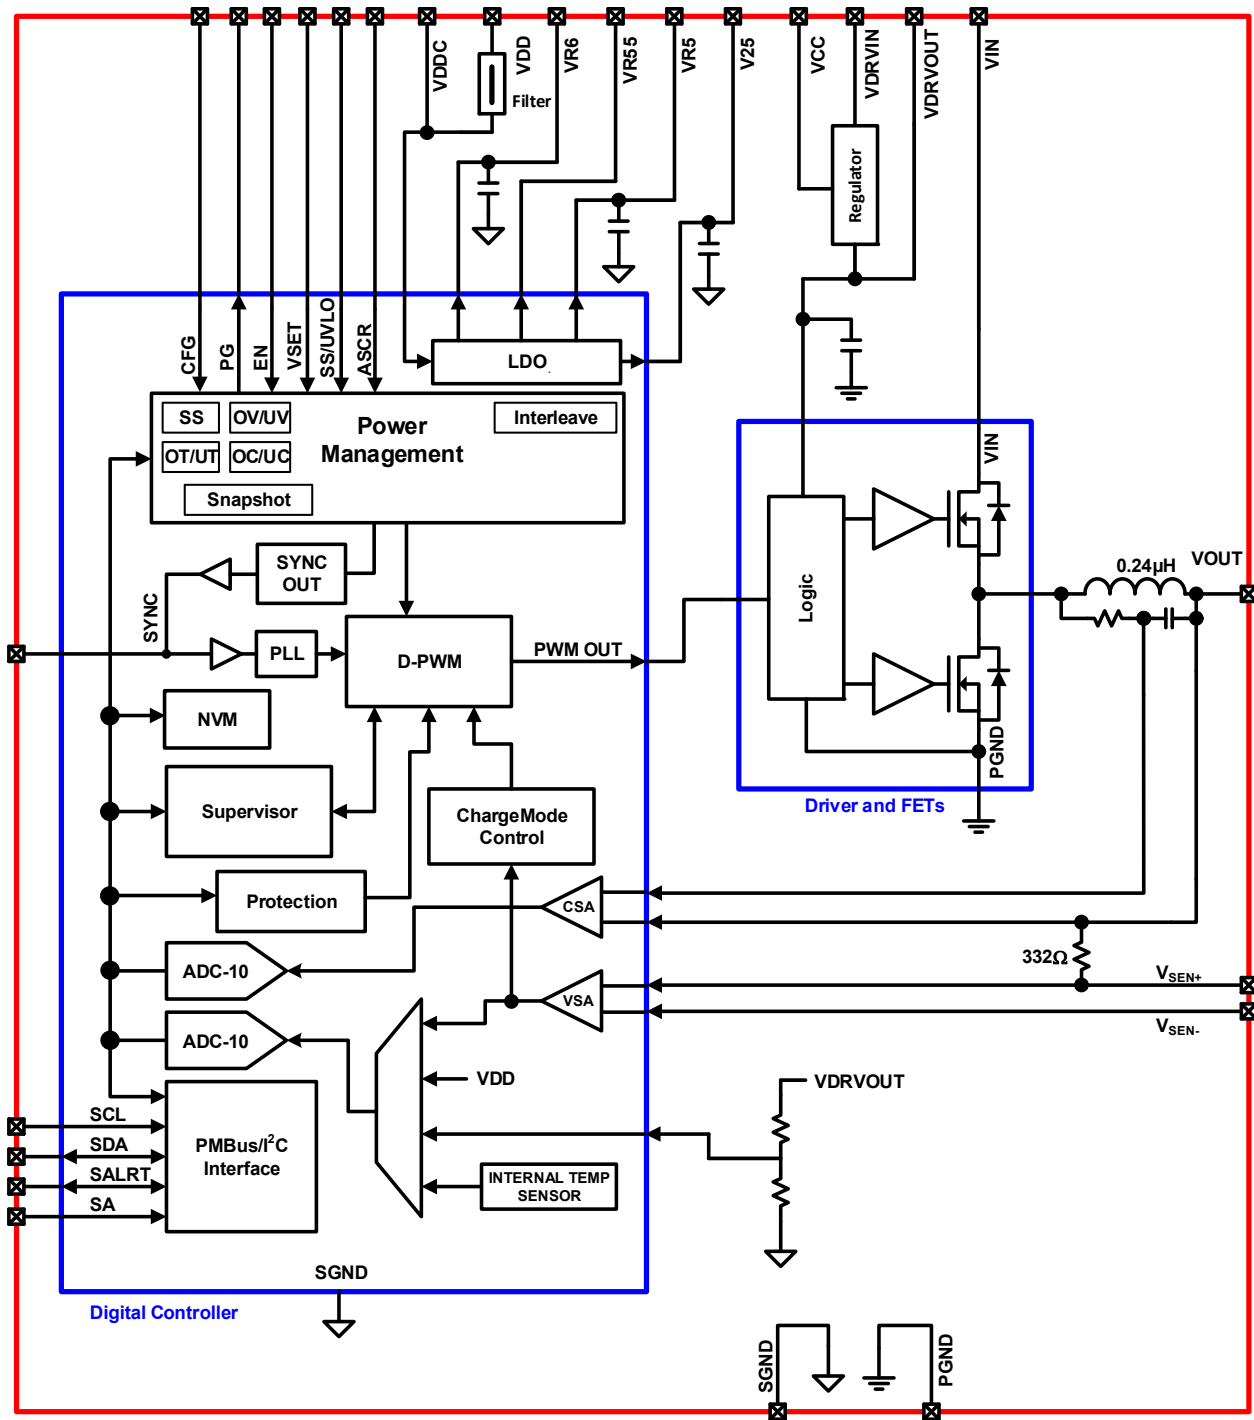 VDDC
VDD
VR6
VR55
VR5
V25
VCC
VDRVIN
VDRVOUT
VIN
Filter
Regulator
CFG
PG
EN
VSET
SS/UVLO
ASCR
LDO
SS
OV/UV
Power
Management
Interleave
OT/UT
OC/UC
Snapshot
VIN
SYNC
OUT
SYNC
PLL
D-PWM
PWM OUT
Logic
0.24µH
VOUT
NVM
PGND
Supervisor
ChargeMode
Control
Driver and FETs
Protection
CSA
ADC-10
332Ω
VSEN+
VSA
VSEN-
ADC-10
VDD
VDRVOUT
SCL
SDA
SALRT
SA
PMBus/I²C
Interface
INTERNAL TEMP
SENSOR
SGND
Digital Controller
SGND
PGND